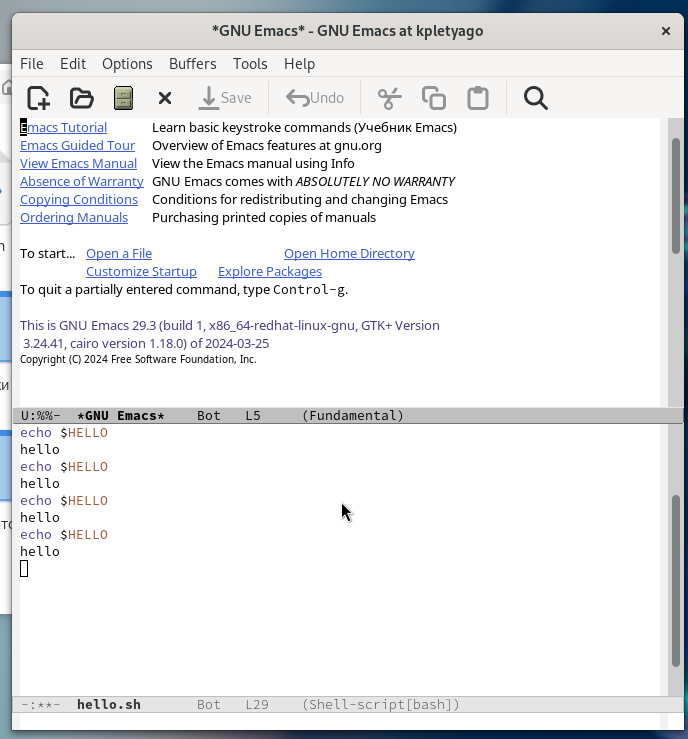 *GNU Emacs* - GNU Emacs at kpletyago ×
File Edit Options Buffers Tools Help
Save Undo
Emacs Tutorial Learn basic keystroke commands (Учебник Emacs)
Emacs Guided Tour Overview of Emacs features at gnu.org
View Emacs Manual View the Emacs manual using Info
Absence of Warranty GNU Emacs comes with ABSOLUTELY NO WARRANTY
Copying Conditions Conditions for redistributing and changing Emacs
Ordering Manuals Purchasing printed copies of manuals
To start... Open a File Open Home Directory
Customize Startup Explore Packages
To quit a partially entered command, type Control-g.
This is GNU Emacs 29.3 (build 1, x86_64-redhat-linux-gnu, GTK+ Version
3.24.41, cairo version 1.18.0) of 2024-03-25
Copyright (C) 2024 Free Software Foundation, Inc.
U:%%- *GNU Emacs* Bot L5 (Fundamental)
echo $HELLO
hello
echo $HELLO
hello
echo $HELLO
hello
echo $HELLO
hello
-:**- hello.sh Bot L29 (Shell-script[bash])